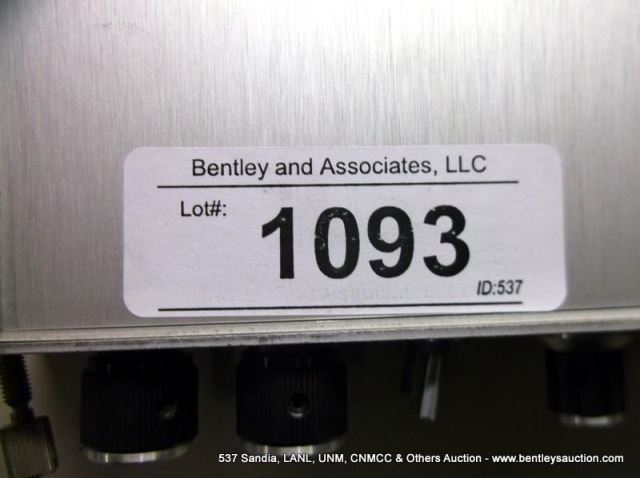 Bentley and Associates, LLC
Lot#:
1093
ID:537
537 Sandia, LANL, UNM, CNMCC & Others Auction - www.bentleysauction.com